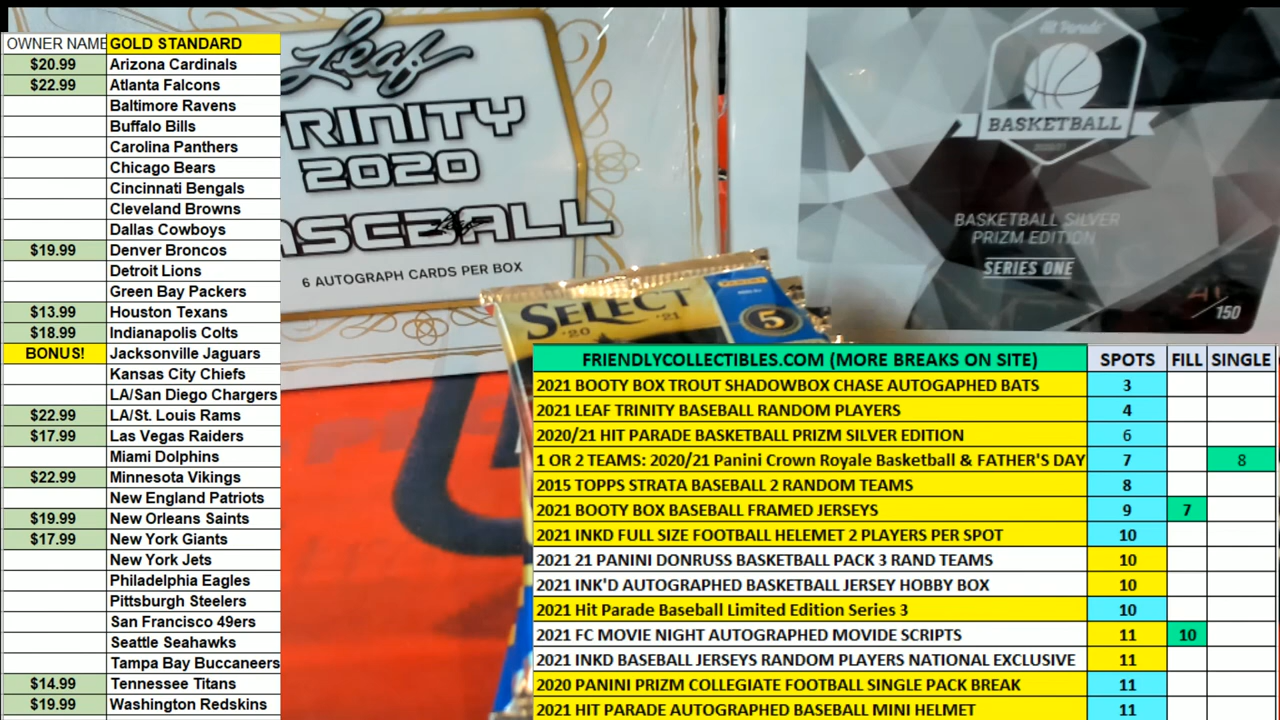 OWNER NAME GOLD STANDARD
$20.99 Arizona Cardinals
$22.99 Atlanta Falcons
Baltimore Ravens
Buffalo Bills
Carolina Panthers
Chicago Bears
Cincinnati Bengals
Cleveland Browns
Dallas Cowboys
$19.99 Denver Broncos
Detroit Lions
Green Bay Packers
$13.99 Houston Texans
$18.99 Indianapolis Colts
BONUS! Jacksonville Jaguars
Kansas City Chiefs
LA/San Diego Chargers
$22.99 LA/St. Louis Rams
$17.99 Las Vegas Raiders
Miami Dolphins
$22.99 Minnesota Vikings
New England Patriots
$19.99 New Orleans Saints
$17.99 New York Giants
New York Jets
Philadelphia Eagles
Pittsburgh Steelers
San Francisco 49ers
Seattle Seahawks
Tampa Bay Buccaneers
$14.99 Tennessee Titans
$19.99 Washington Redskins
Leaf
RINITY
2020
ASEBALL
6 AUTOGRAPH CARDS PER BOX
Hit Parade
BASKETBALL
BASKETBALL SILVER
PRIZM EDITION
SERIES ONE
/150
PANINI
SELECT
'20 '21
5
FRIENDLYCOLLECTIBLES.COM (MORE BREAKS ON SITE) SPOTS FILL SINGLE
2021 BOOTY BOX TROUT SHADOWBOX CHASE AUTOGAPHED BATS 3
2021 LEAF TRINITY BASEBALL RANDOM PLAYERS 4
2020/21 HIT PARADE BASKETBALL PRIZM SILVER EDITION 6
1 OR 2 TEAMS: 2020/21 Panini Crown Royale Basketball & FATHER'S DAY 7 8
2015 TOPPS STRATA BASEBALL 2 RANDOM TEAMS 8
2021 BOOTY BOX BASEBALL FRAMED JERSEYS 9 7
2021 INKD FULL SIZE FOOTBALL HELEMET 2 PLAYERS PER SPOT 10
2021 21 PANINI DONRUSS BASKETBALL PACK 3 RAND TEAMS 10
2021 INK'D AUTOGRAPHED BASKETBALL JERSEY HOBBY BOX 10
2021 Hit Parade Baseball Limited Edition Series 3 10
2021 FC MOVIE NIGHT AUTOGRAPHED MOVIDE SCRIPTS 11 10
2021 INKD BASEBALL JERSEYS RANDOM PLAYERS NATIONAL EXCLUSIVE 11
2020 PANINI PRIZM COLLEGIATE FOOTBALL SINGLE PACK BREAK 11
2021 HIT PARADE AUTOGRAPHED BASEBALL MINI HELMET 11